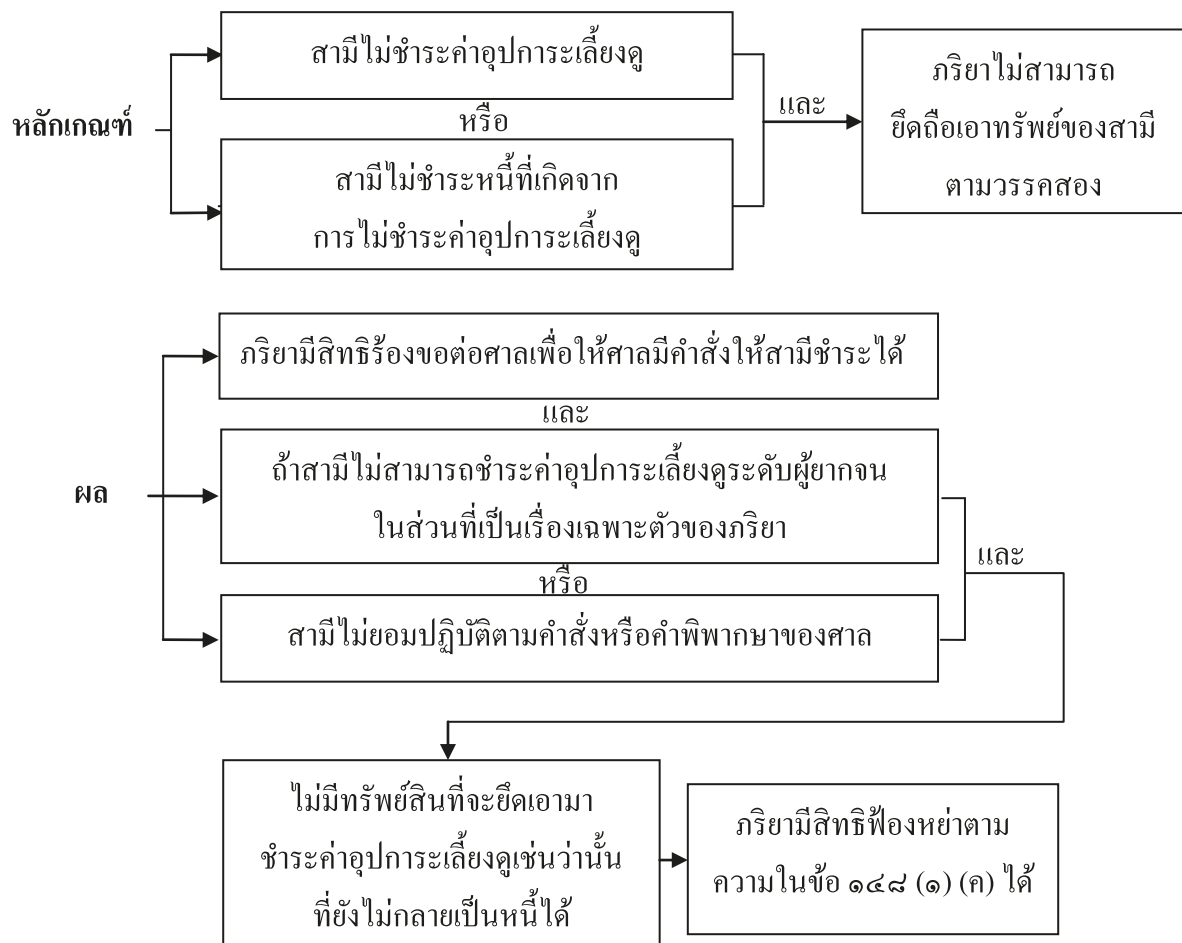 สามีไม่ชำระค่าอุปการะเลี้ยงดู
หลักเกณฑ์
หรือ
สามีไม่ชำระหนี้ที่เกิดจาก
การไม่ชำระค่าอุปการะเลี้ยงดู
และ
ภริยาไม่สามารถ
ยึดถือเอาทรัพย์ของสามี
ตามวรรคสอง
ภริยามีสิทธิร้องขอต่อศาลเพื่อให้ศาลมีคำสั่งให้สามีชำระได้
และ
ผล
ถ้าสามีไม่สามารถชำระค่าอุปการะเลี้ยงดูระดับผู้ยากจน
ในส่วนที่เป็นเรื่องเฉพาะตัวของภริยา
หรือ
สามีไม่ยอมปฏิบัติตามคำสั่งหรือคำพิพากษาของศาล
และ
ไม่มีทรัพย์สินที่จะยึดเอามา
ชำระค่าอุปการะเลี้ยงดูเช่นว่านั้น
ที่ยังไม่กลายเป็นหนี้ได้
ภริยามีสิทธิฟ้องหย่าตาม
ความในข้อ ๑๔๘ (๑) (ค) ได้